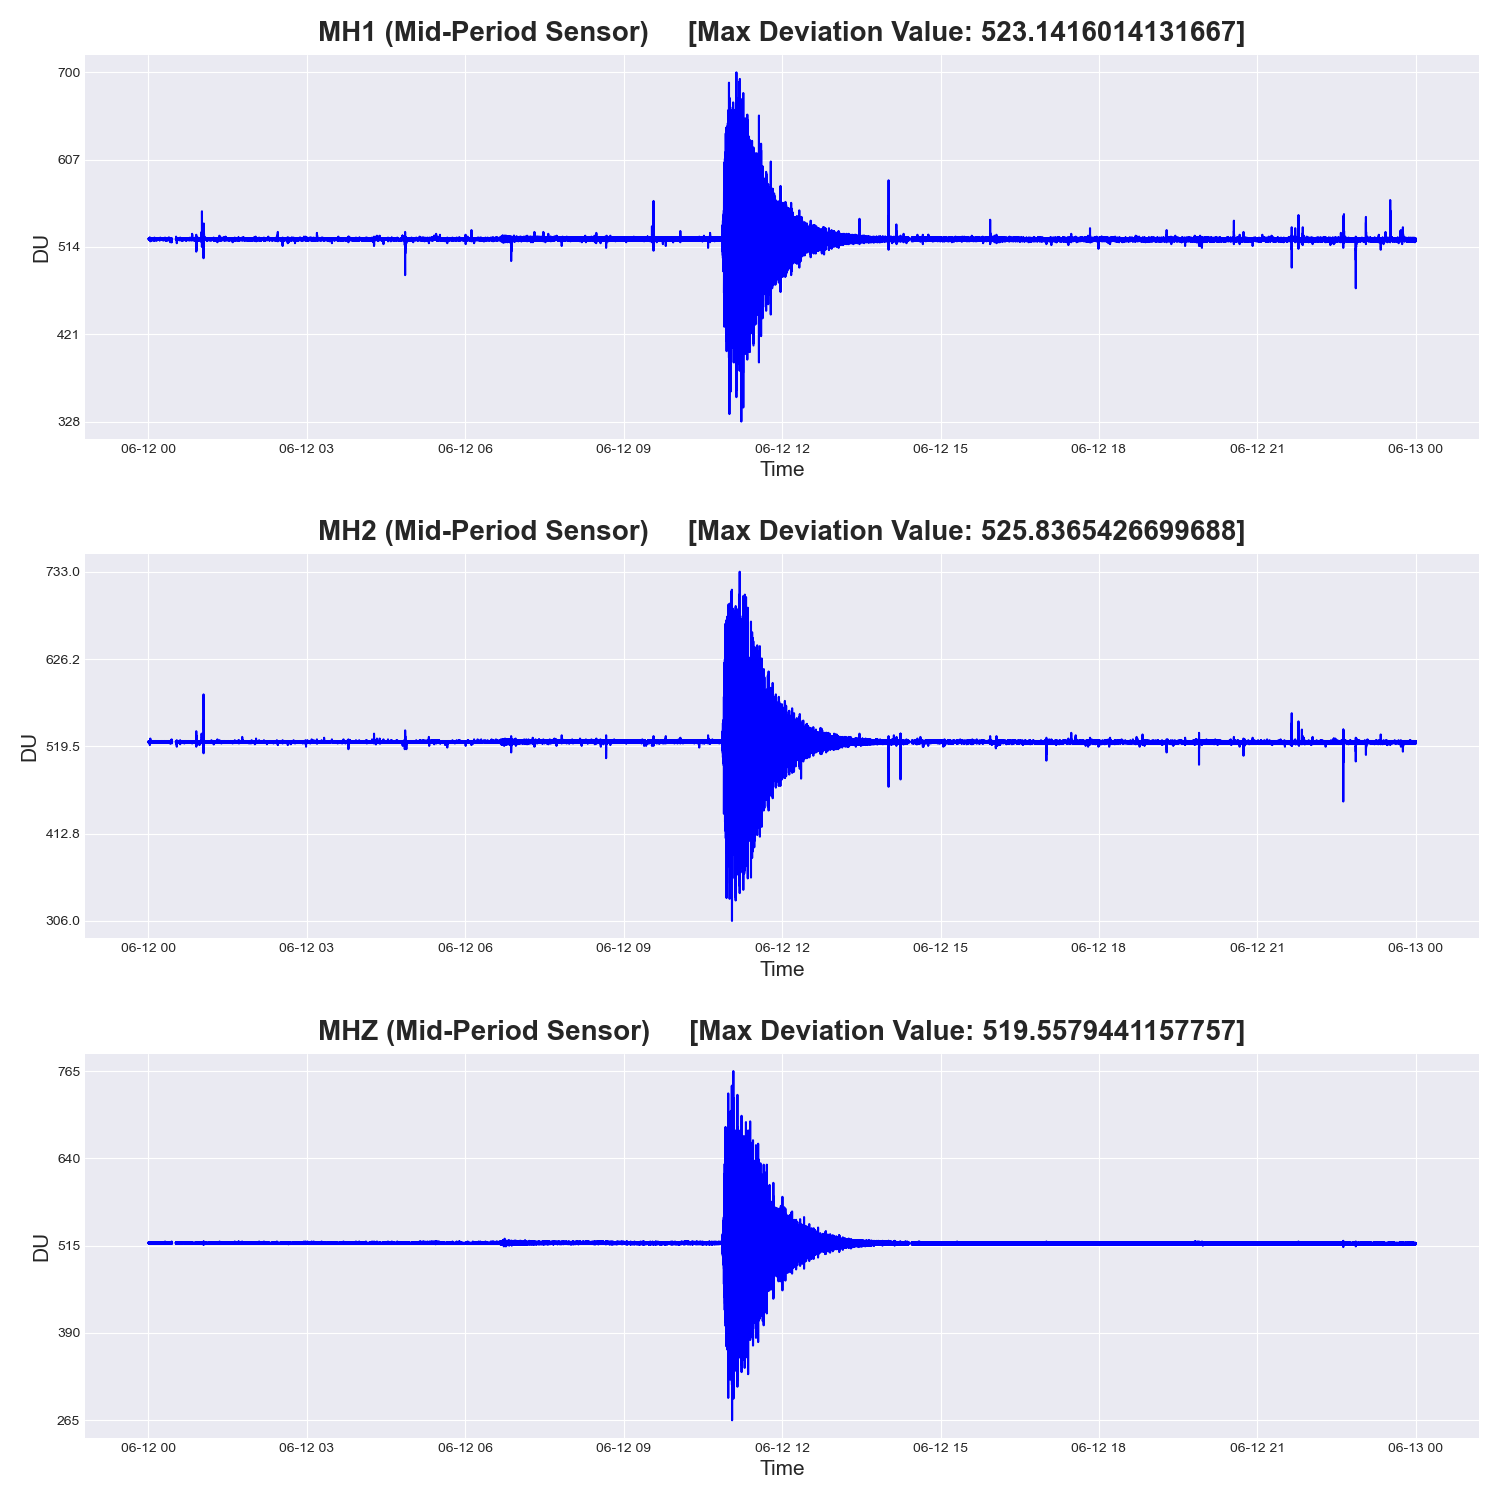 MH1 (Mid-Period Sensor) [Max Deviation Value: 523.1416014131667]
700
607
514
421
328
DU
06-12 00 06-12 03 06-12 06 06-12 09 06-12 12 06-12 15 06-12 18 06-12 21 06-13 00
Time
MH2 (Mid-Period Sensor) [Max Deviation Value: 525.8365426699688]
733.0
626.2
519.5
412.8
306.0
DU
06-12 00 06-12 03 06-12 06 06-12 09 06-12 12 06-12 15 06-12 18 06-12 21 06-13 00
Time
MHZ (Mid-Period Sensor) [Max Deviation Value: 519.5579441157757]
765
640
515
390
265
DU
06-12 00 06-12 03 06-12 06 06-12 09 06-12 12 06-12 15 06-12 18 06-12 21 06-13 00
Time